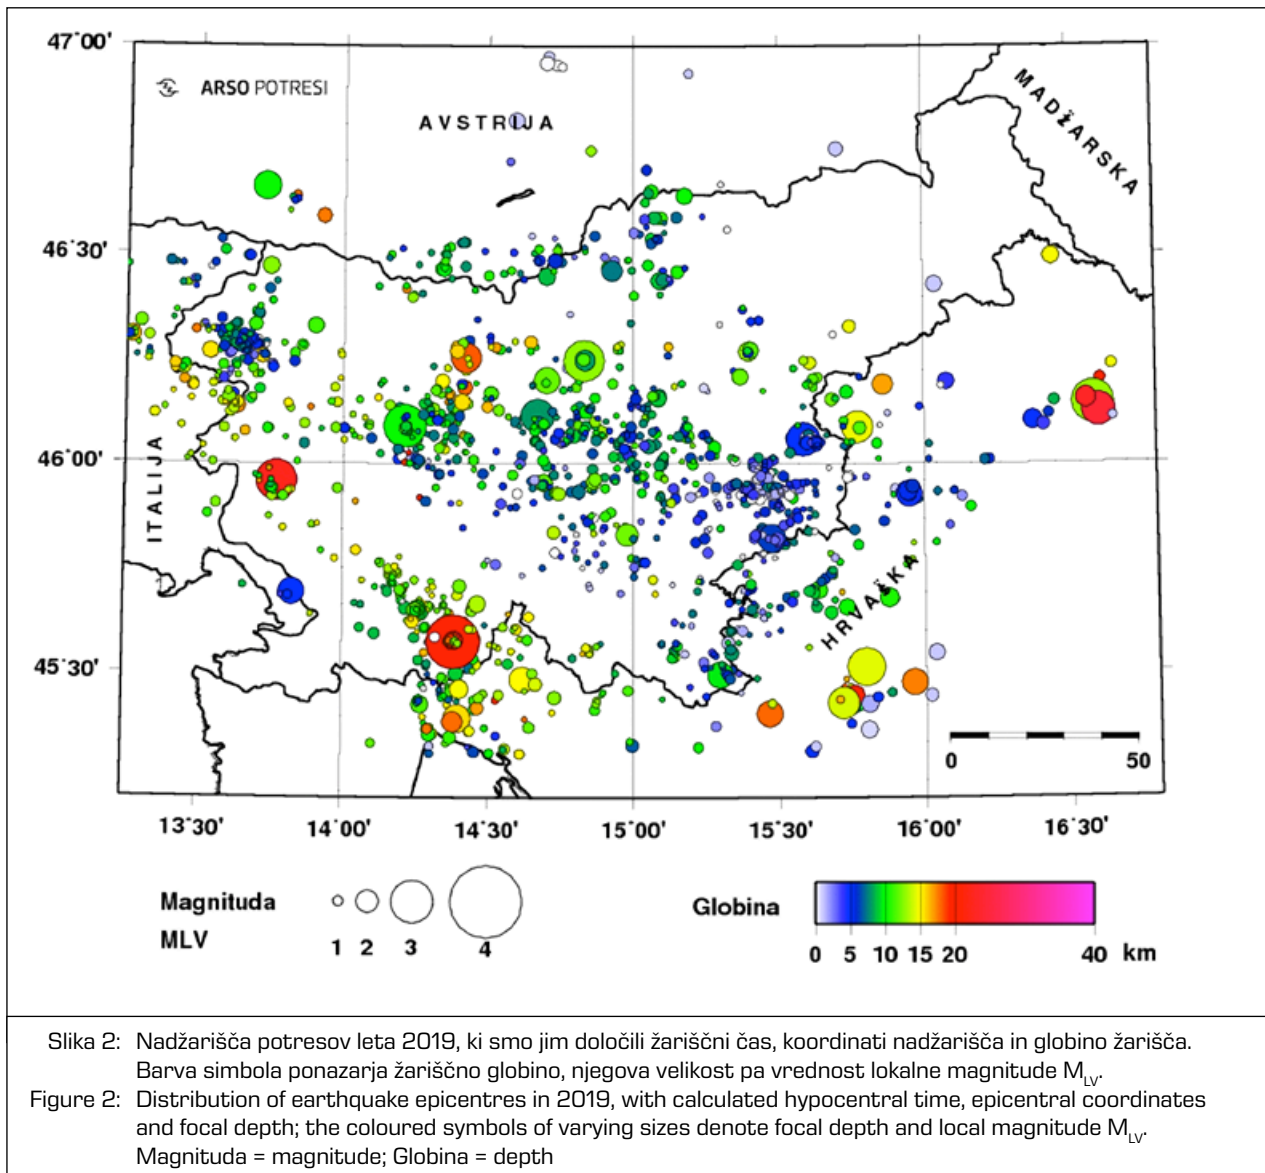 47°00'
ARSO POTRESI
AVSTRIJA
MADŽARSKA
46°30'
46°00'
ITALIJA
HRVAŠKA
45°30'
0 50
13°30' 14°00' 14°30' 15°00' 15°30' 16°00' 16°30'
Magnituda
MLV 1 2 3 4
Globina
0 5 10 15 20 40 km
Slika 2: Nadžarišča potresov leta 2019, ki smo jim določili žariščni čas, koordinati nadžarišča in globino žarišča.
Barva simbola ponazarja žariščno globino, njegova velikost pa vrednost lokalne magnitude M_LV.
Figure 2: Distribution of earthquake epicentres in 2019, with calculated hypocentral time, epicentral coordinates
and focal depth; the coloured symbols of varying sizes denote focal depth and local magnitude M_LV.
Magnituda = magnitude; Globina = depth